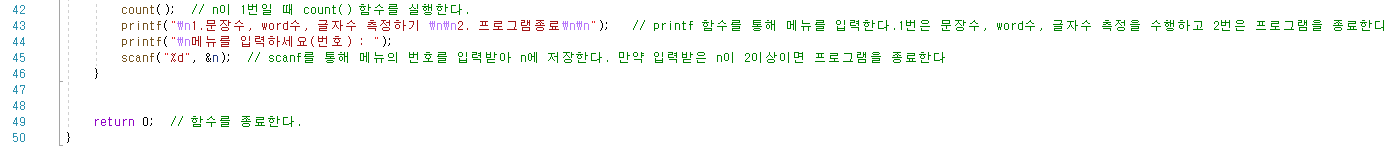 42 count();  // n이 1번일 때 count() 함수를 실행한다.
43 printf("₩n1.문장수, word수, 글자수 측정하기 ₩n₩n2. 프로그램종료₩n₩n");   // printf 함수를 통해 메뉴를 입력한다.1번은 문장수, word수, 글자수 측정을 수행하고 2번은 프로그램을 종료한다
44 printf("₩n메뉴를 입력하세요(번호) : ");
45 scanf("%d", &n);  // scanf를 통해 메뉴의 번호를 입력받아 n에 저장한다. 만약 입력받은 n이 2이상이면 프로그램을 종료한다
46 }
47
48
49 return 0;  // 함수를 종료한다.
50 }